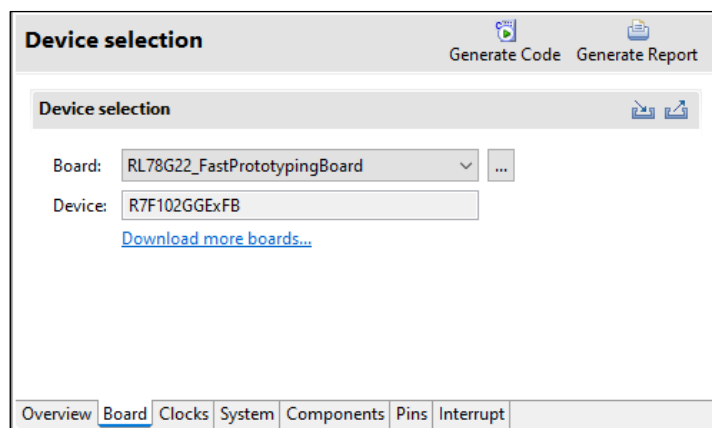 Device selection
Generate Code Generate Report
Device selection
Board: RL78G22_FastPrototypingBoard ...
Device: R7F102GGExFB
Download more boards...
Overview Board Clocks System Components Pins Interrupt